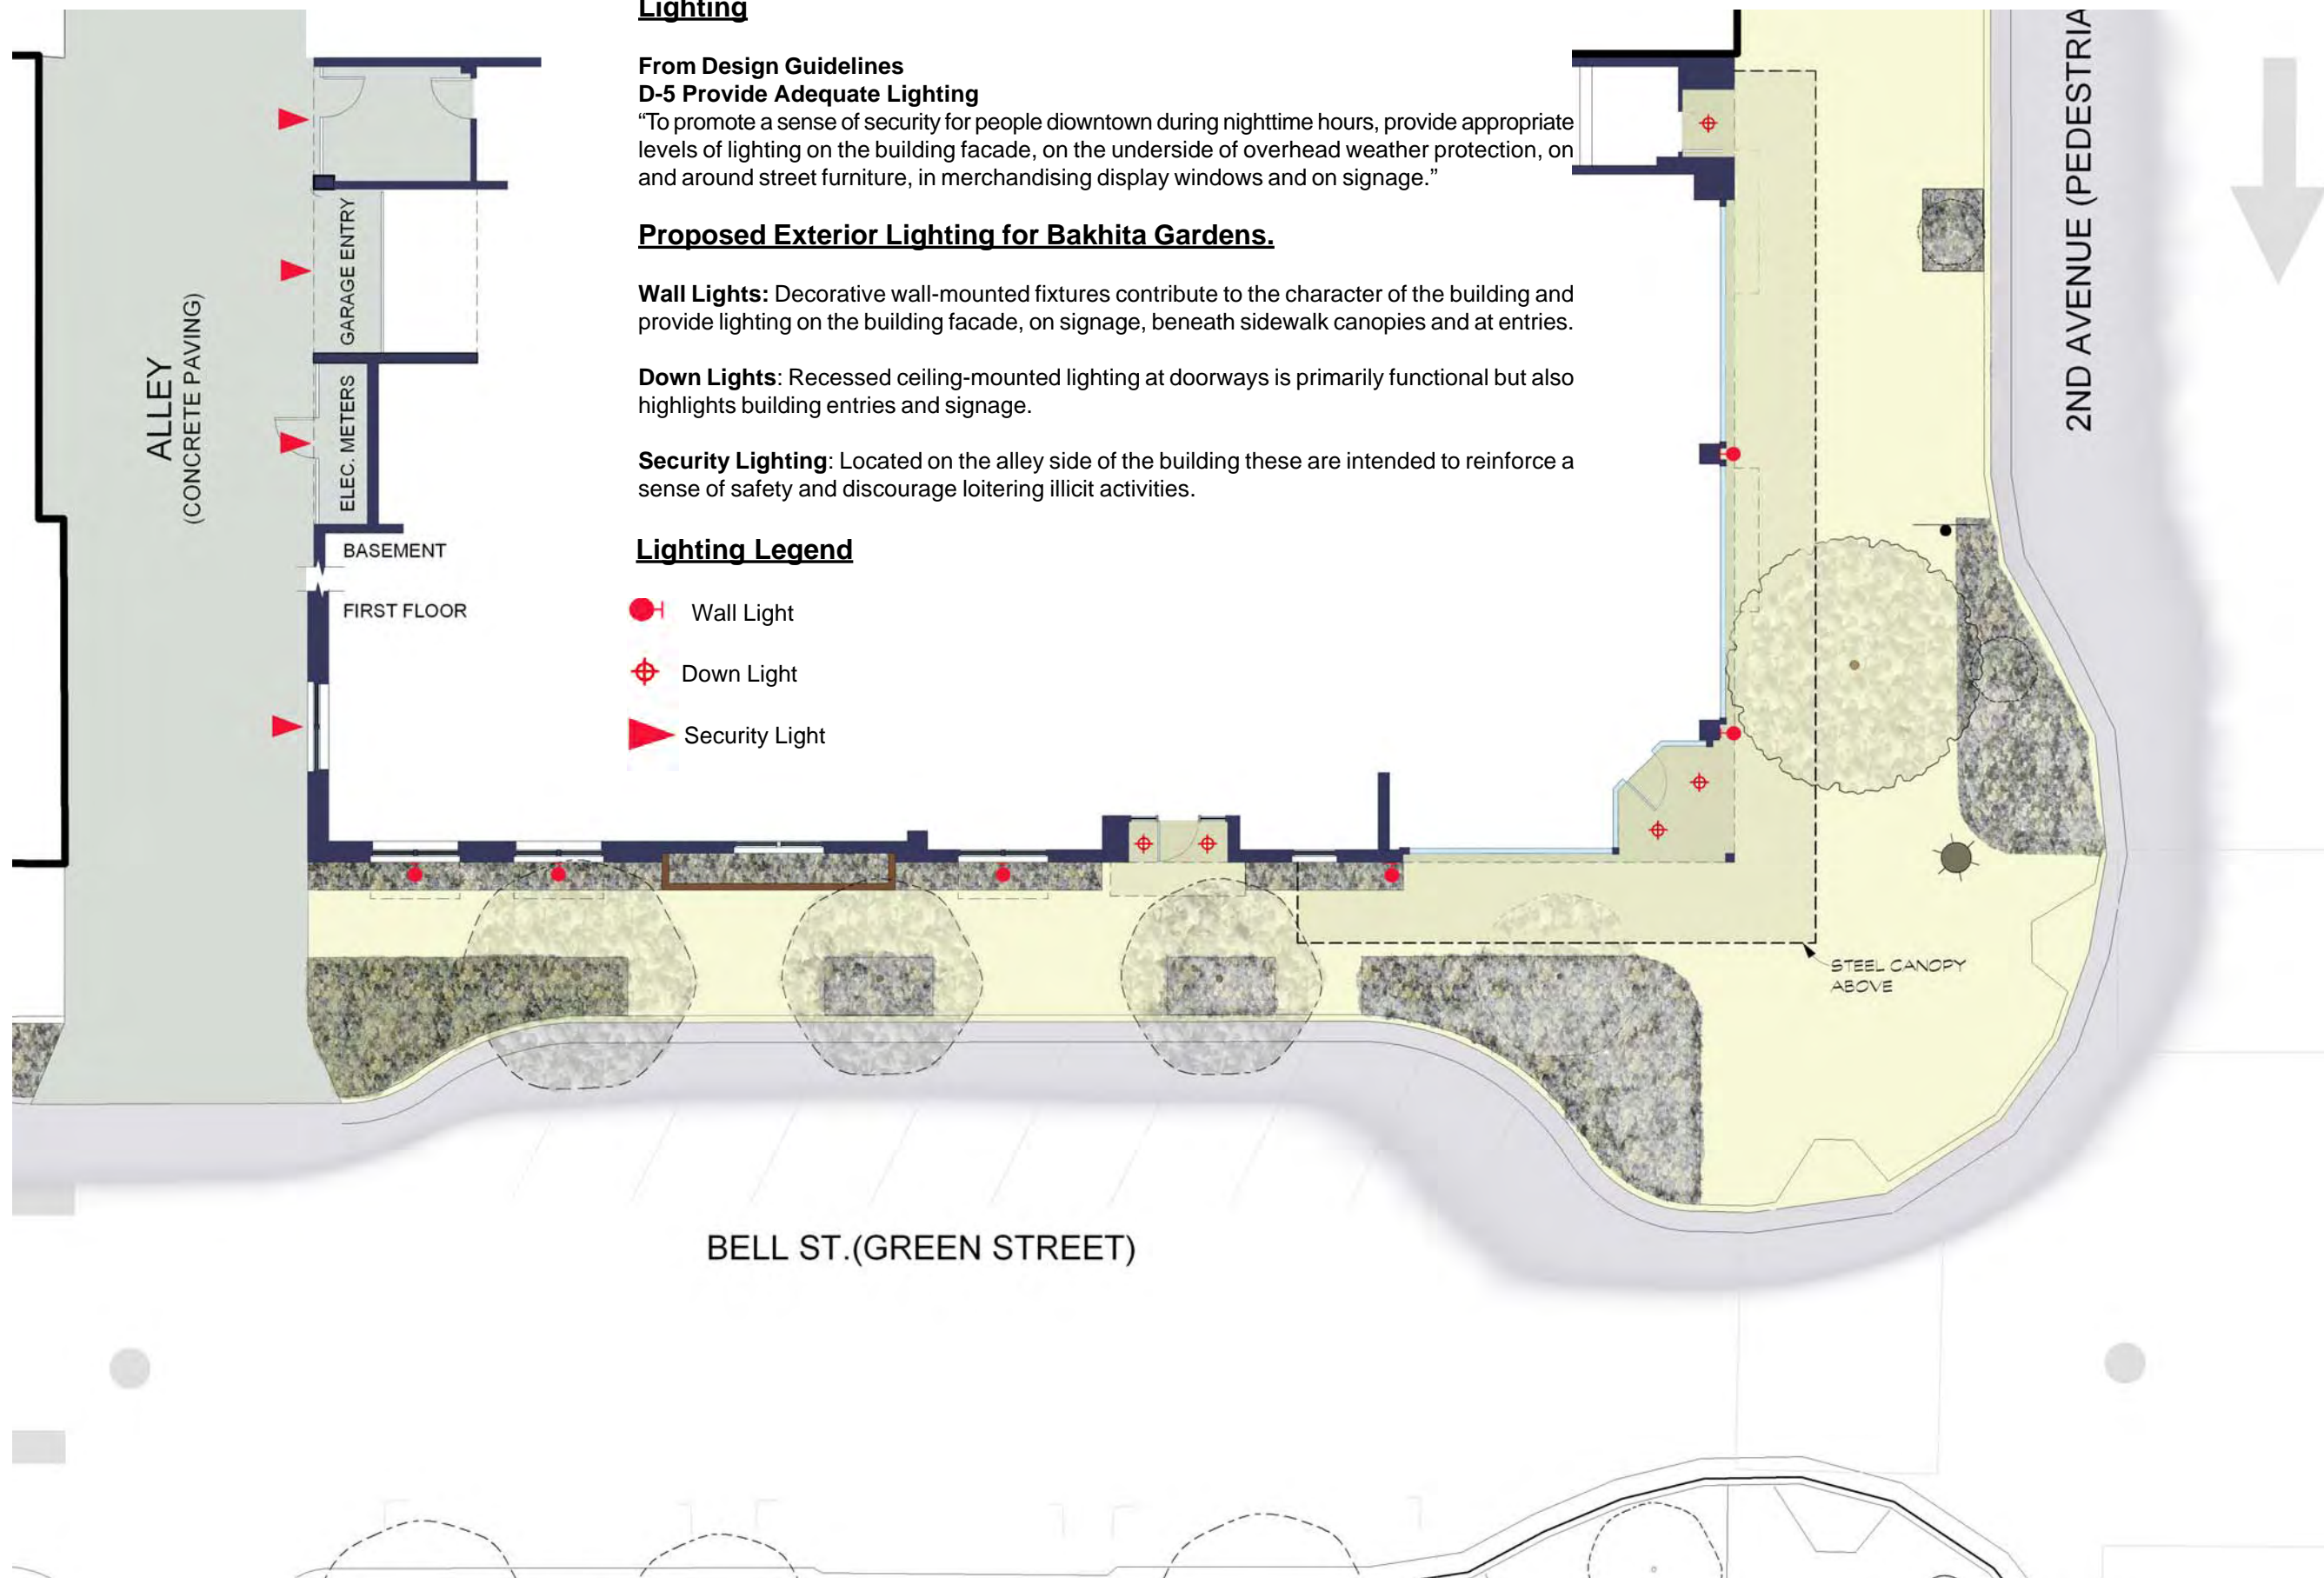 Lighting
From Design Guidelines
D-5 Provide Adequate Lighting
“To promote a sense of security for people diowntown during nighttime hours, provide appropriate
levels of lighting on the building facade, on the underside of overhead weather protection, on
and around street furniture, in merchandising display windows and on signage.”
Proposed Exterior Lighting for Bakhita Gardens.
Wall Lights: Decorative wall-mounted fixtures contribute to the character of the building and
provide lighting on the building facade, on signage, beneath sidewalk canopies and at entries.
Down Lights: Recessed ceiling-mounted lighting at doorways is primarily functional but also
highlights building entries and signage.
Security Lighting: Located on the alley side of the building these are intended to reinforce a
sense of safety and discourage loitering illicit activities.
Lighting Legend
Wall Light
Down Light
Security Light
ALLEY
(CONCRETE PAVING)
GARAGE ENTRY
ELEC. METERS
BASEMENT
FIRST FLOOR
2ND AVENUE (PEDESTRIA
STEEL CANOPY
ABOVE
BELL ST.(GREEN STREET)